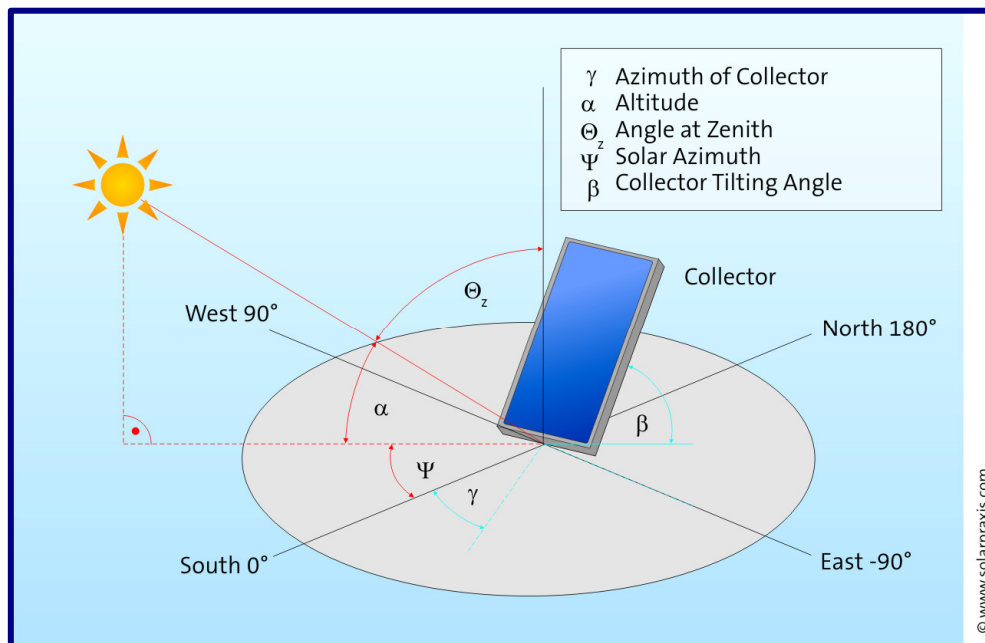 γ Azimuth of Collector
α Altitude
Θz Angle at Zenith
Ψ Solar Azimuth
β Collector Tilting Angle
Collector
Θz
West 90°
North 180°
α
β
Ψ
γ
South 0°
East -90°
© www.solarpraxis.com